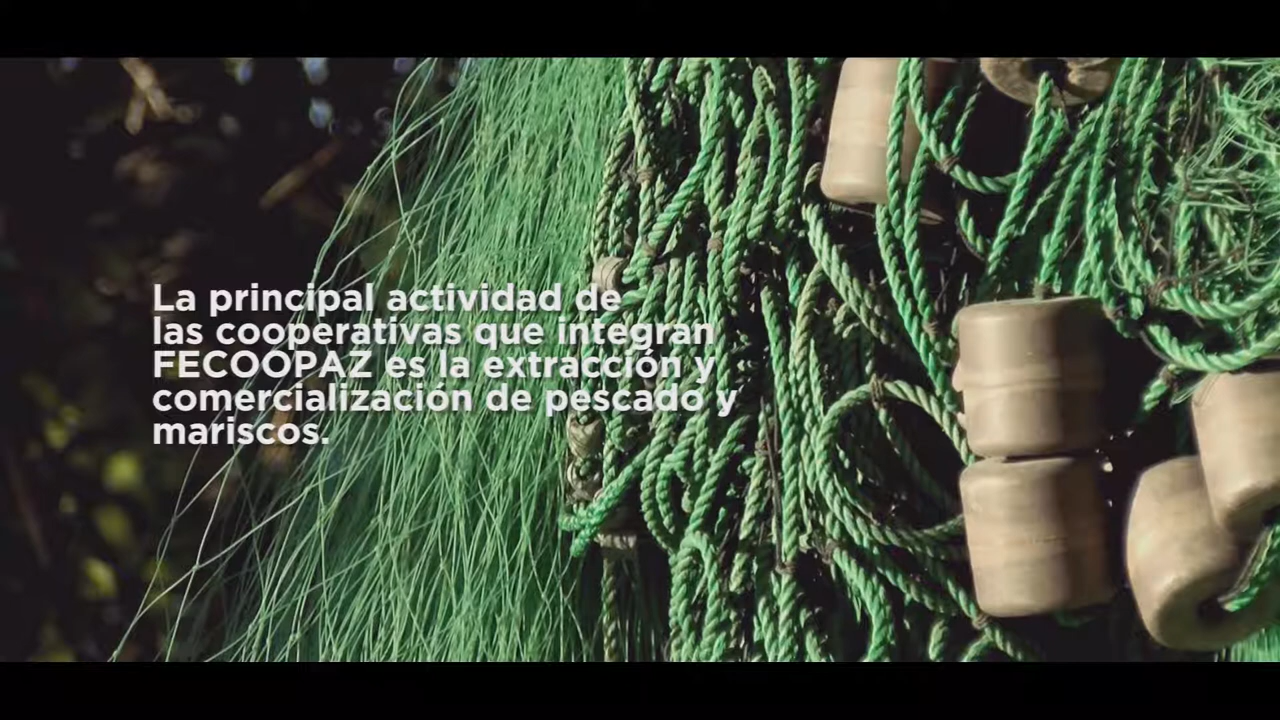 La principal actividad de
las cooperativas que integran
FECOOPAZ es la extracción y
comercialización de pescado y
mariscos.